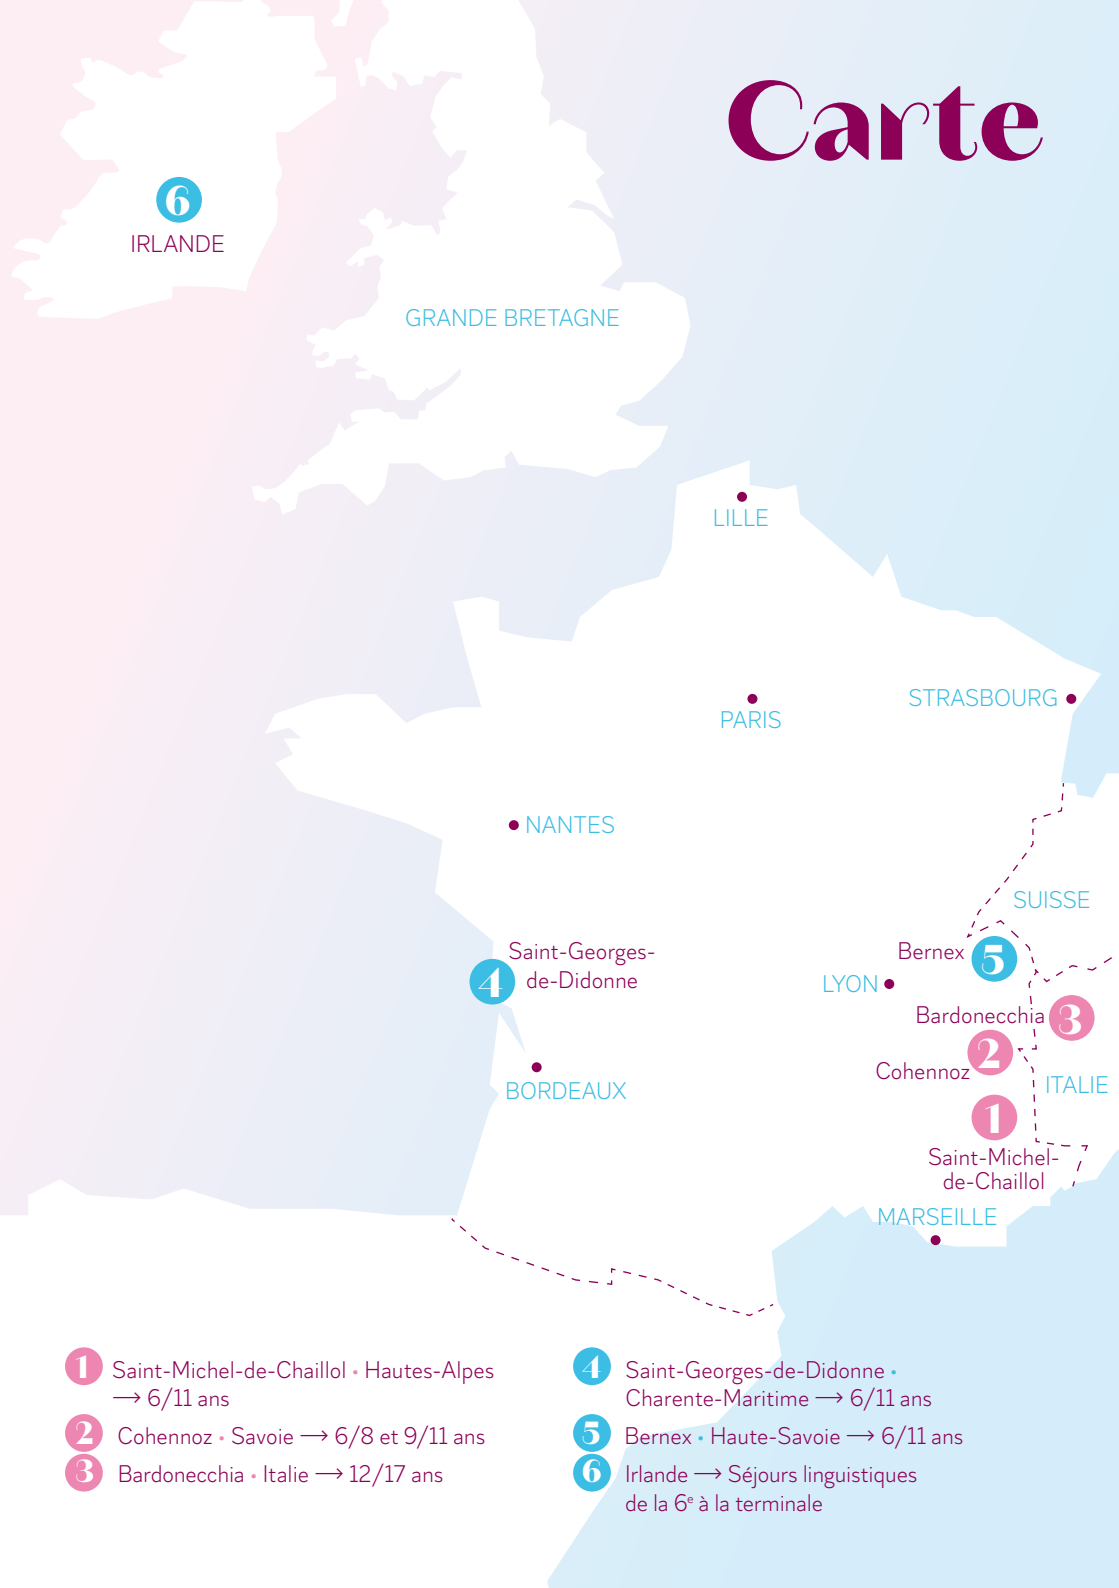 Carte
6
IRLANDE
GRANDE BRETAGNE
LILLE
PARIS
STRASBOURG
NANTES
SUISSE
Saint-Georges-
de-Didonne
4
Bernex
5
LYON
Bardonecchia
3
2
Cohennoz
ITALIE
BORDEAUX
1
Saint-Michel-
de-Chaillol
MARSEILLE
1 Saint-Michel-de-Chaillol • Hautes-Alpes
⟶ 6/11 ans
2 Cohennoz • Savoie ⟶ 6/8 et 9/11 ans
3 Bardonecchia • Italie ⟶ 12/17 ans
4 Saint-Georges-de-Didonne •
Charente-Maritime ⟶ 6/11 ans
5 Bernex • Haute-Savoie ⟶ 6/11 ans
6 Irlande ⟶ Séjours linguistiques
de la 6e à la terminale